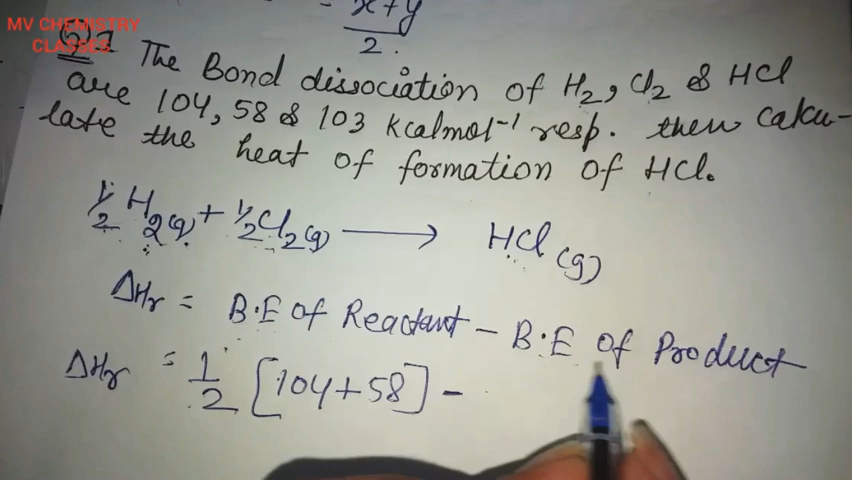 x+y
2.
MV CHEMISTRY
CLASSES
The Bond dissociation of H₂, Cl₂ & HCl
are 104, 58 & 103 Kcalmol⁻¹ resp. then calcu-
late the heat of formation of HCl.
1/2 H₂(g) + 1/2 Cl₂(g) ⟶ HCl (g)
ΔHr = B.E of Reactant - B.E of Product
ΔHr = 1/2 [104+58] -